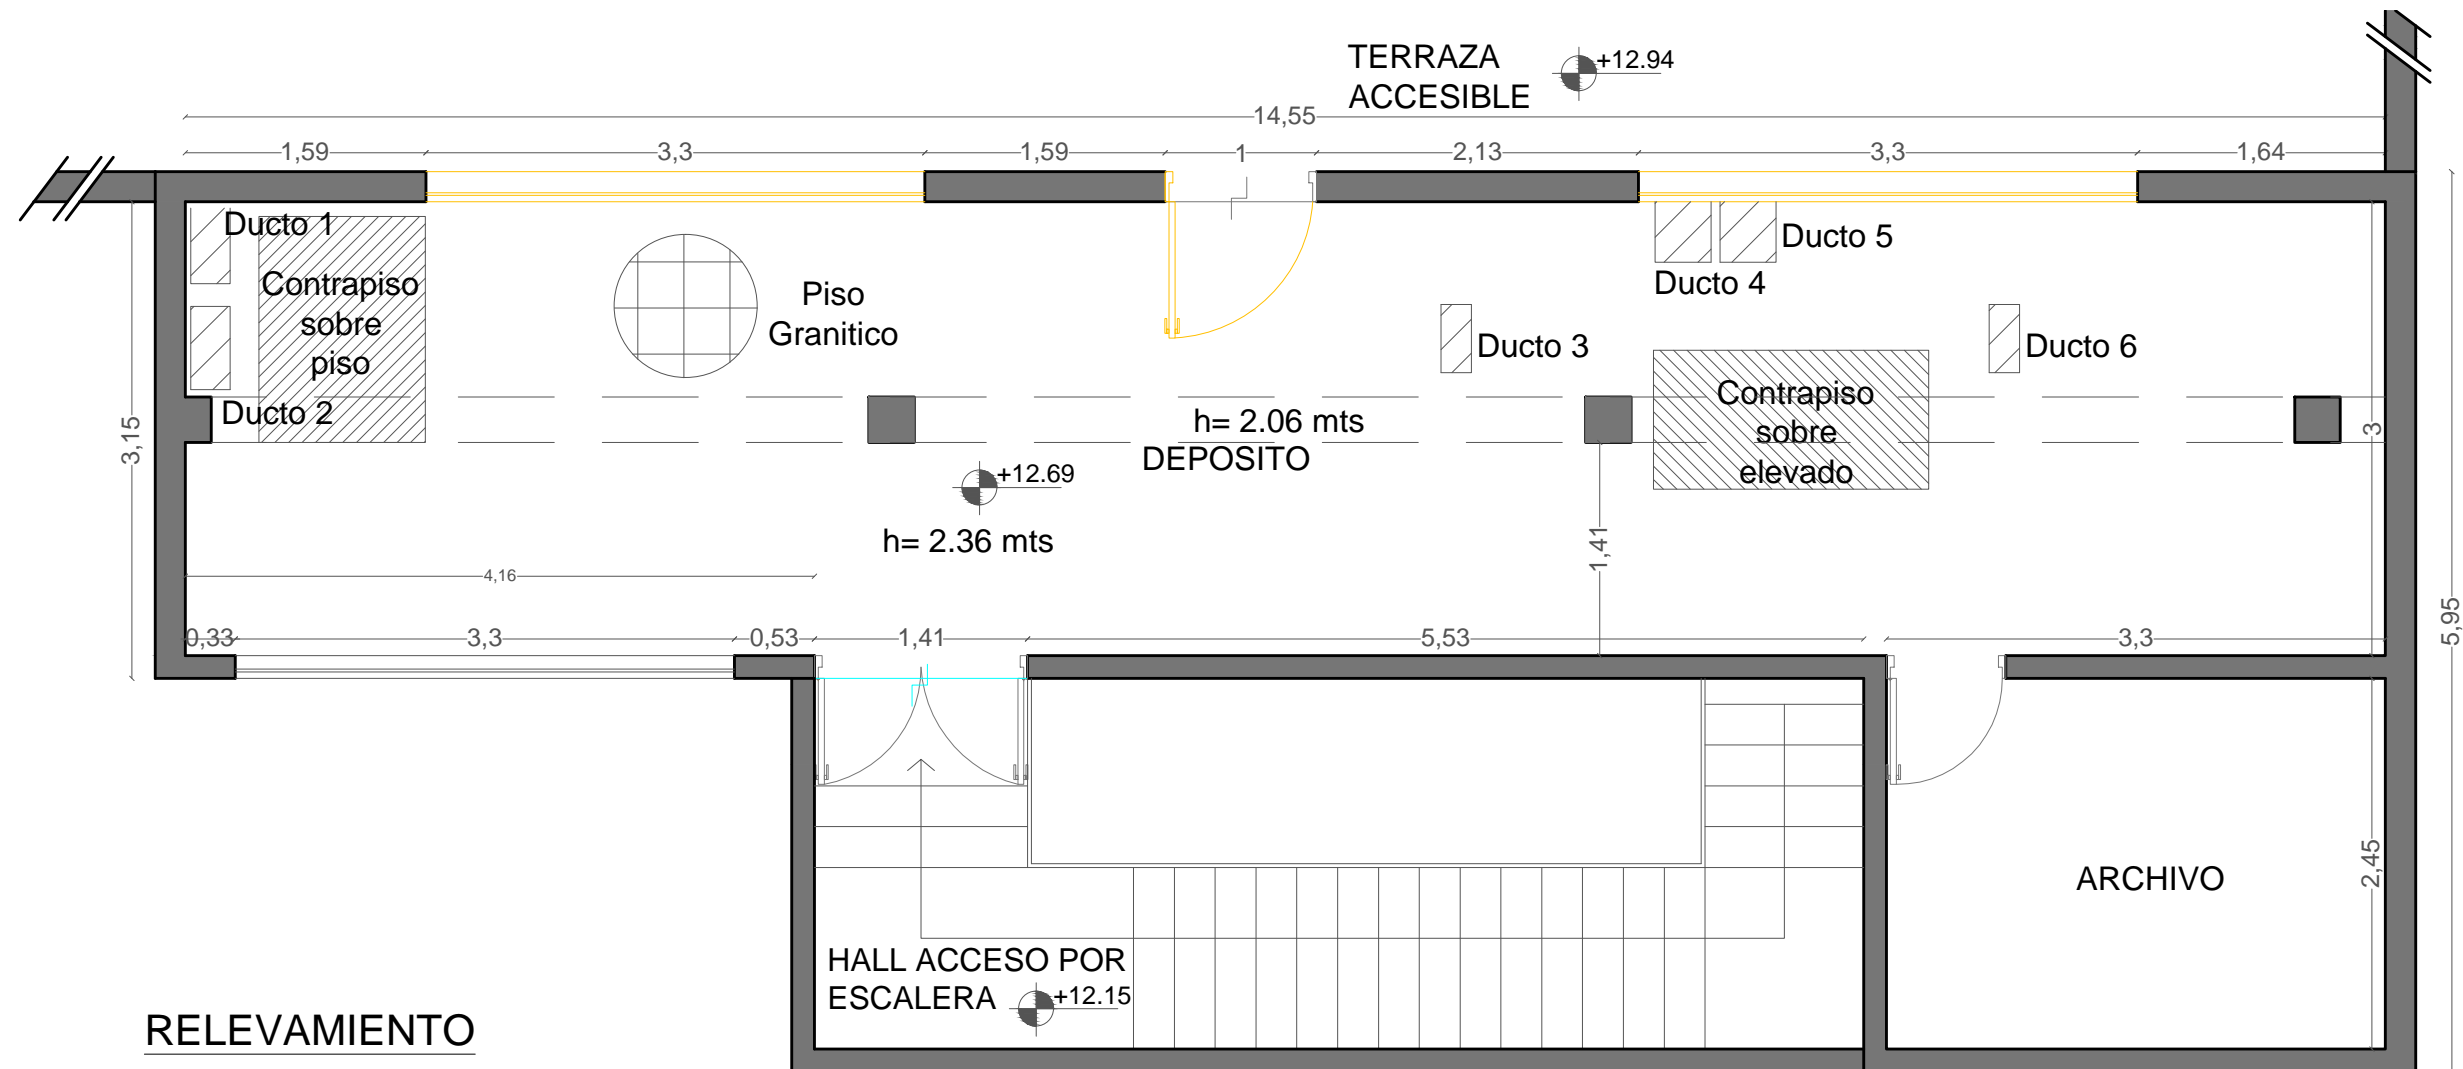 TERRAZA
ACCESIBLE
+12.94
14,55
1,59
3,3
1,59
1
2,13
3,3
1,64
Ducto 1
Contrapiso
sobre
piso
Ducto 2
Piso
Granitico
Ducto 3
Ducto 4
Ducto 5
Ducto 6
Contrapiso
sobre
elevado
h= 2.06 mts
DEPOSITO
+12.69
h= 2.36 mts
3,15
3
1,41
4,16
0,33
3,3
0,53
1,41
5,53
3,3
5,95
2,45
ARCHIVO
HALL ACCESO POR
ESCALERA
+12.15
RELEVAMIENTO